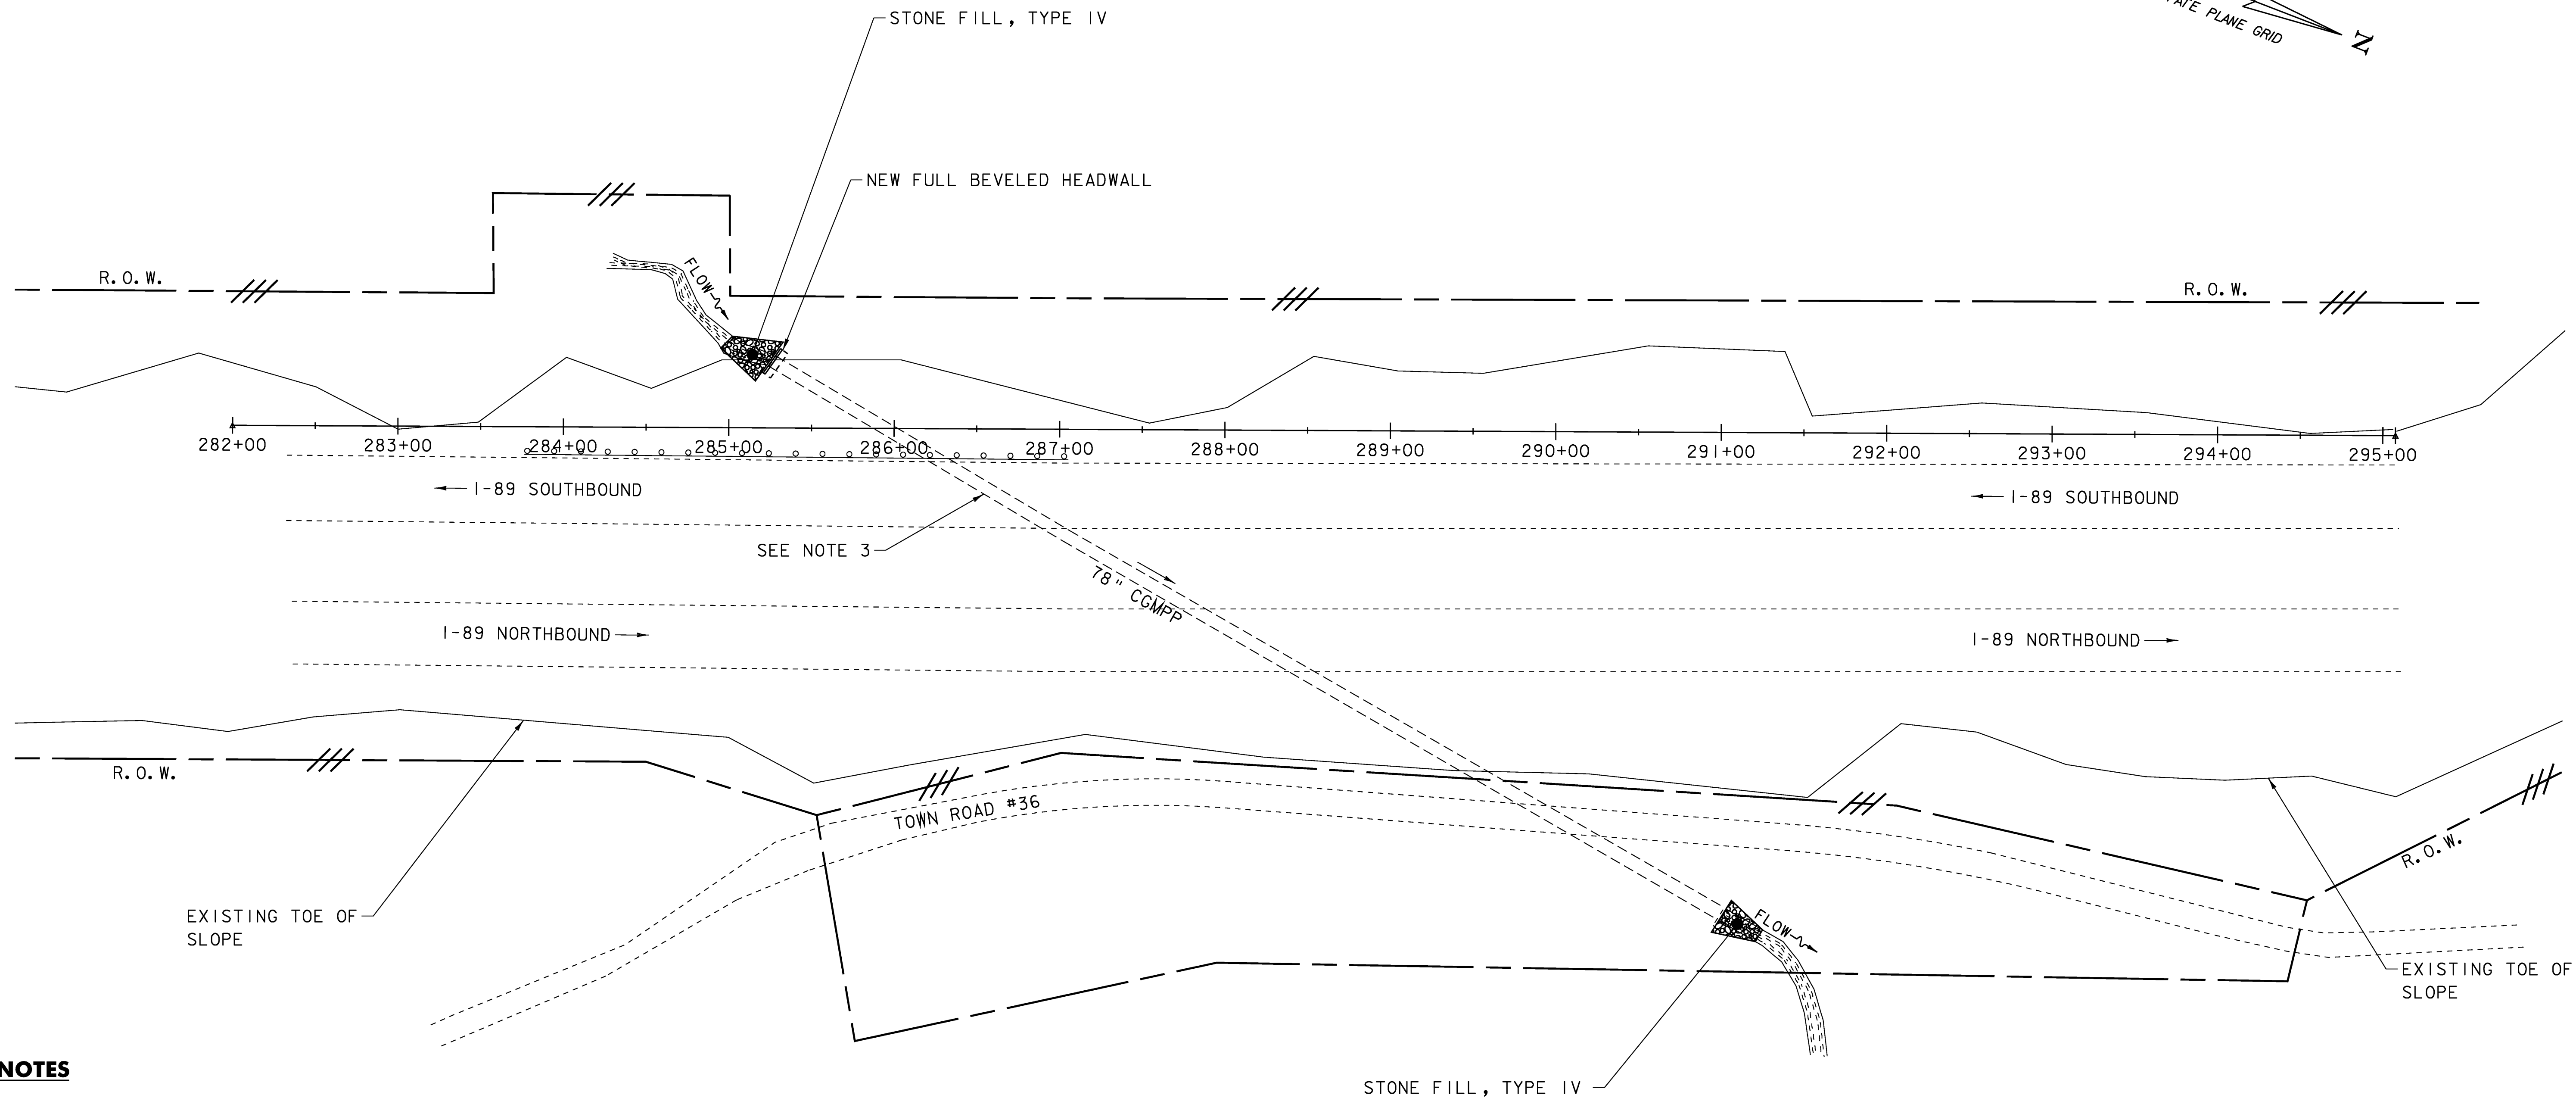 STONE FILL, TYPE IV
PLANE GRID
N
NEW FULL BEVELED HEADWALL
FLOW
R.O.W.
R.O.W.
282+00
283+00
284+00
285+00
286+00
287+00
288+00
289+00
290+00
291+00
292+00
293+00
294+00
295+00
I-89 SOUTHBOUND
I-89 SOUTHBOUND
SEE NOTE 3
78" CGMPP
I-89 NORTHBOUND
I-89 NORTHBOUND
R.O.W.
TOWN ROAD #36
R.O.W.
EXISTING TOE OF
SLOPE
FLOW
EXISTING TOE OF
SLOPE
NOTES
STONE FILL, TYPE IV